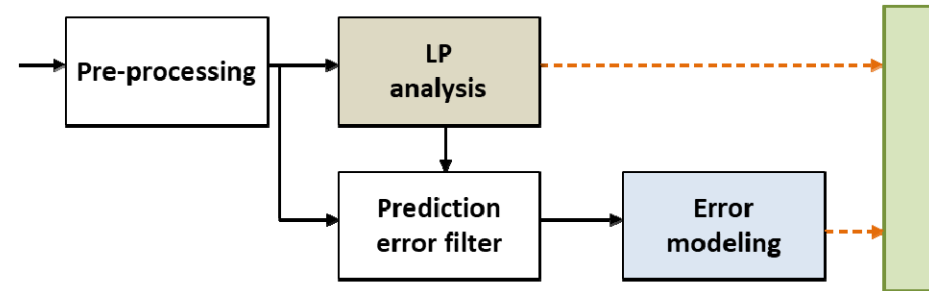 Pre-processing
LP
analysis
Prediction
error filter
Error
modeling